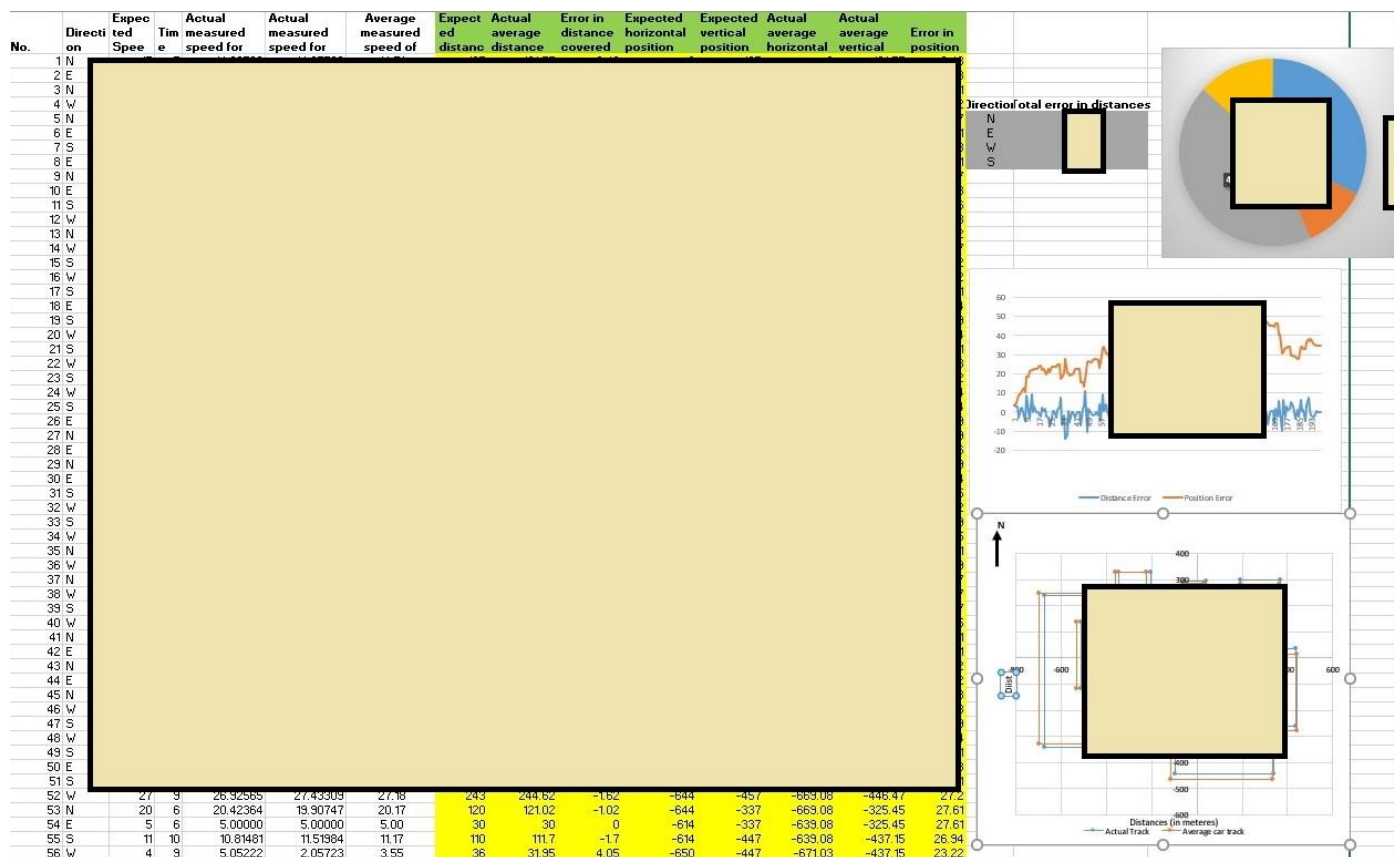 No.
Directi on
Expec ted Spee
Tim e
Actual measured speed for
Actual measured speed for
Average measured speed of
Expect ed distanc
Actual average distance
Error in distance covered
Expected horizontal position
Expected vertical position
Actual average horizontal
Actual average vertical
Error in position
1 N
2 E
3 N
4 W
5 N
6 E
7 S
8 E
9 N
10 E
11 S
12 W
13 N
14 W
15 S
16 W
17 S
18 E
19 S
20 W
21 S
22 W
23 S
24 W
25 S
26 E
27 N
28 E
29 N
30 E
31 S
32 W
33 S
34 W
35 N
36 W
37 N
38 W
39 S
40 W
41 N
42 E
43 N
44 E
45 N
46 W
47 S
48 W
49 S
50 E
51 S
52 W 27 9 26.92565 27.43309 27.18 243 244.62 -1.62 -644 -457 -669.08 -446.47 27.2
53 N 20 6 20.42364 19.90747 20.17 120 121.02 -1.02 -644 -337 -669.08 -325.45 27.61
54 E 5 6 5.00000 5.00000 5.00 30 30 0 -614 -337 -639.08 -325.45 27.61
55 S 11 10 10.81481 11.51984 11.17 110 111.7 -1.7 -614 -447 -639.08 -437.15 26.94
56 W 4 9 5.05222 2.05723 3.55 36 31.95 4.05 -650 -447 -671.03 -437.15 23.22
Direction Total error in distances
N
E
W
S
60
50
40
30
20
10
0
-10
-20
177
185
193
Distance Error Position Error
N
400
300
-600
600
-500
-600
Dist
Distances (in meteres)
Actual Track Average car track